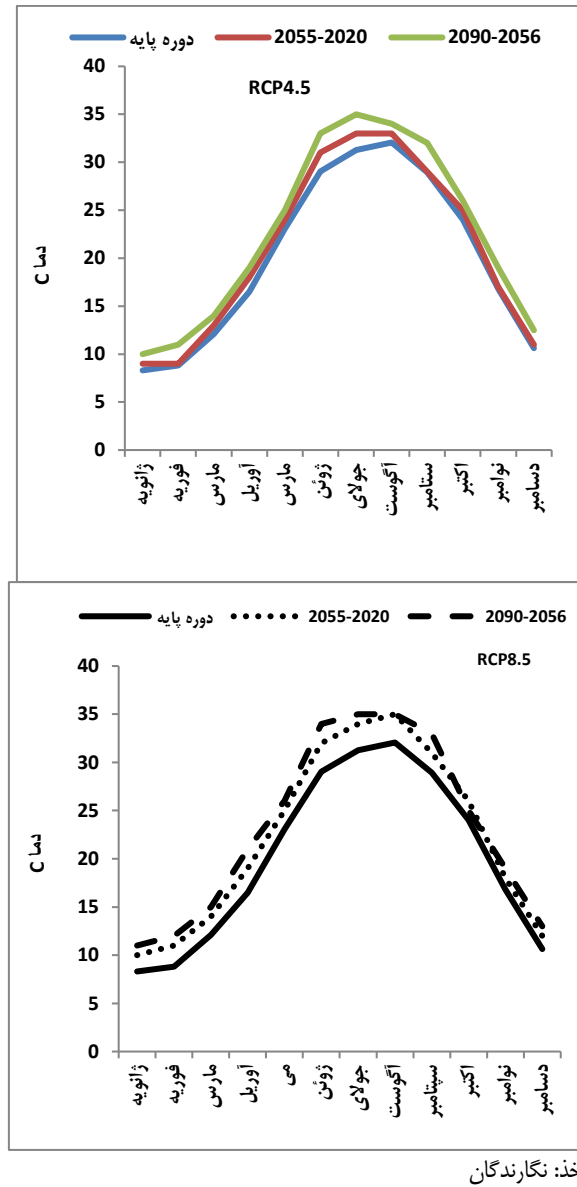 دوره پایه 2055-2020 2090-2056
RCP4.5
40
35
30
25
20
15
10
5
0
دما C
ژانویه
فوریه
مارس
آوریل
مارس
ژوئن
جولای
آگوست
ستامبر
اکتبر
نوامبر
دسامبر
دوره پایه 2055-2020 2090-2056
RCP8.5
40
35
30
25
20
15
10
5
0
دما C
ژانویه
فوریه
مارس
آوریل
می
ژوئن
جولای
آگوست
سپتامبر
اکتبر
نوامبر
دسامبر
خذ: نگارندگان